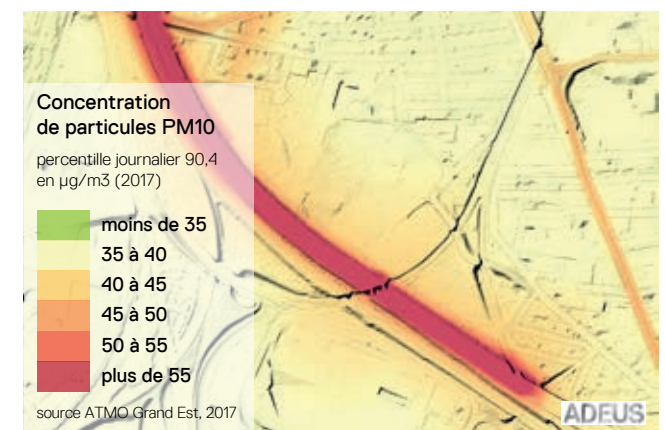 Concentration
de particules PM10
percentille journalier 90,4
en µg/m3 (2017)
moins de 35
35 à 40
40 à 45
45 à 50
50 à 55
plus de 55
source ATMO Grand Est, 2017
ADEUS